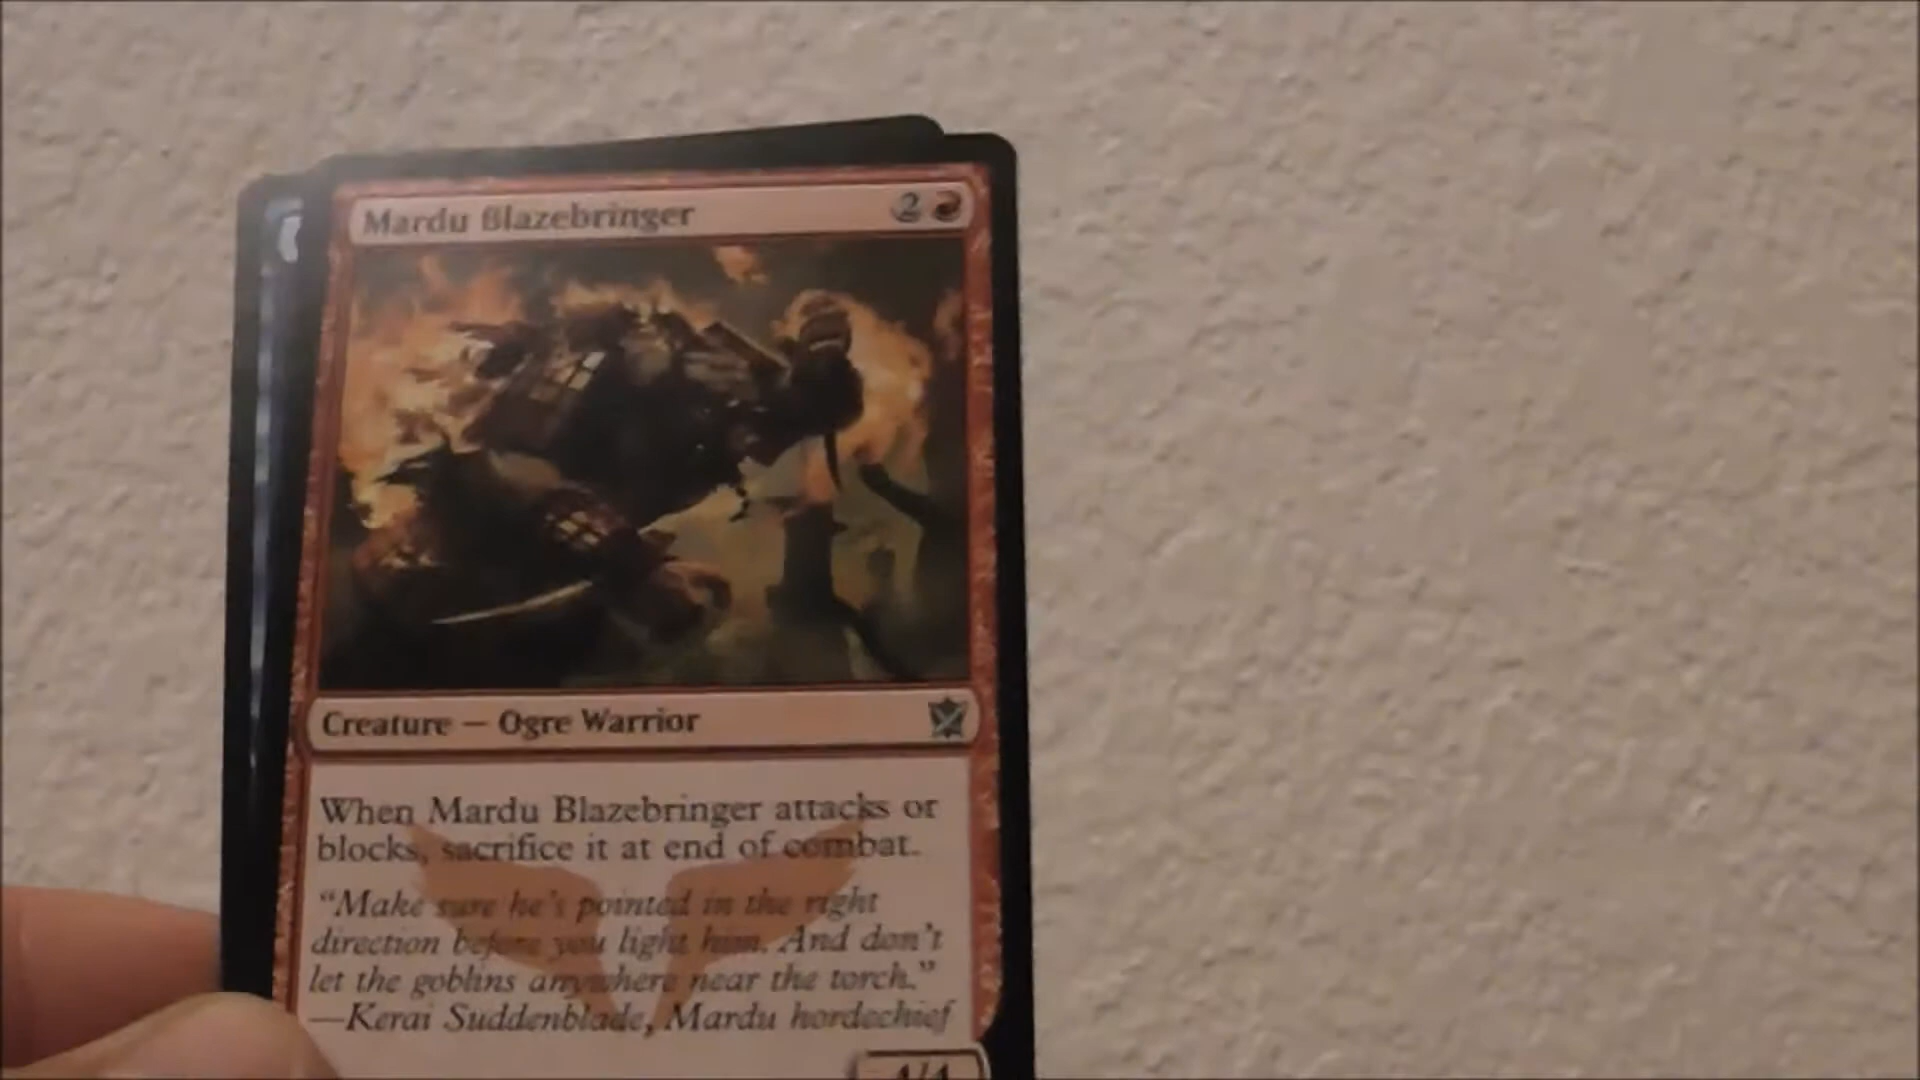 Mardu Blazebringer
2
Creature — Ogre Warrior
When Mardu Blazebringer attacks or
blocks, sacrifice it at end of combat.
“Make sure he’s pointed in the right
direction before you light him. And don’t
let the goblins anywhere near the torch.”
—Kerai Suddenblade, Mardu hordechief
4/4